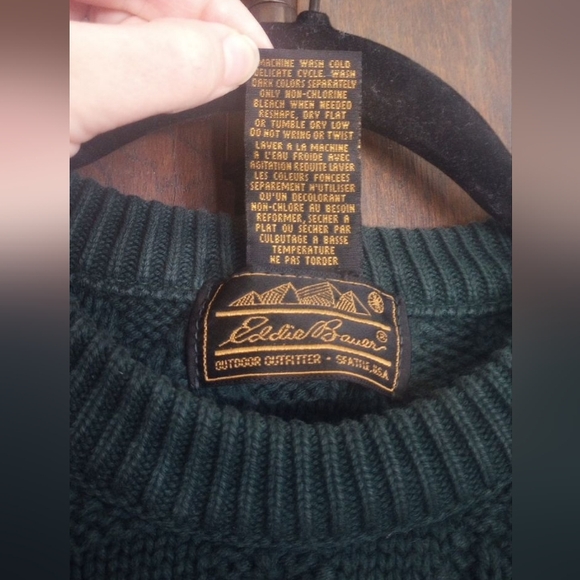 MACHINE WASH COLD
DELICATE CYCLE. WASH
DARK COLORS SEPARATELY
ONLY NON-CHLORINE
BLEACH WHEN NEEDED
RESHAPE, DRY FLAT
OR TUMBLE DRY LOW
DO NOT WRING OR TWIST
LAVER A LA MACHINE
A L'EAU FROIDE AVEC
AGITATION REDUITE LAVER
LES COULEURS FONCEES
SEPAREMENT N'UTILISER
QU'UN DECOLORANT
NON-CHLORE AU BESOIN
REFORMER, SECHER A
PLAT OU SECHER PAR
CULBUTAGE A BASSE
TEMPERATURE
NE PAS TORDER
Eddie Bauer®
OUTDOOR OUTFITTER - SEATTLE, USA